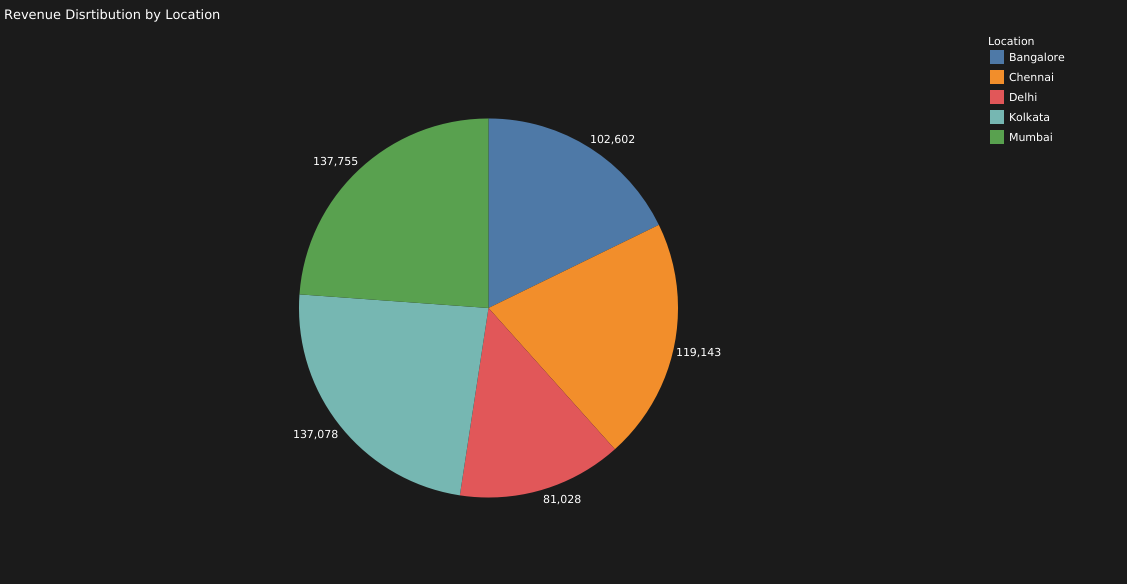 Revenue Disrtibution by Location
Location
Bangalore
Chennai
Delhi
Kolkata
Mumbai
102,602
137,755
119,143
137,078
81,028